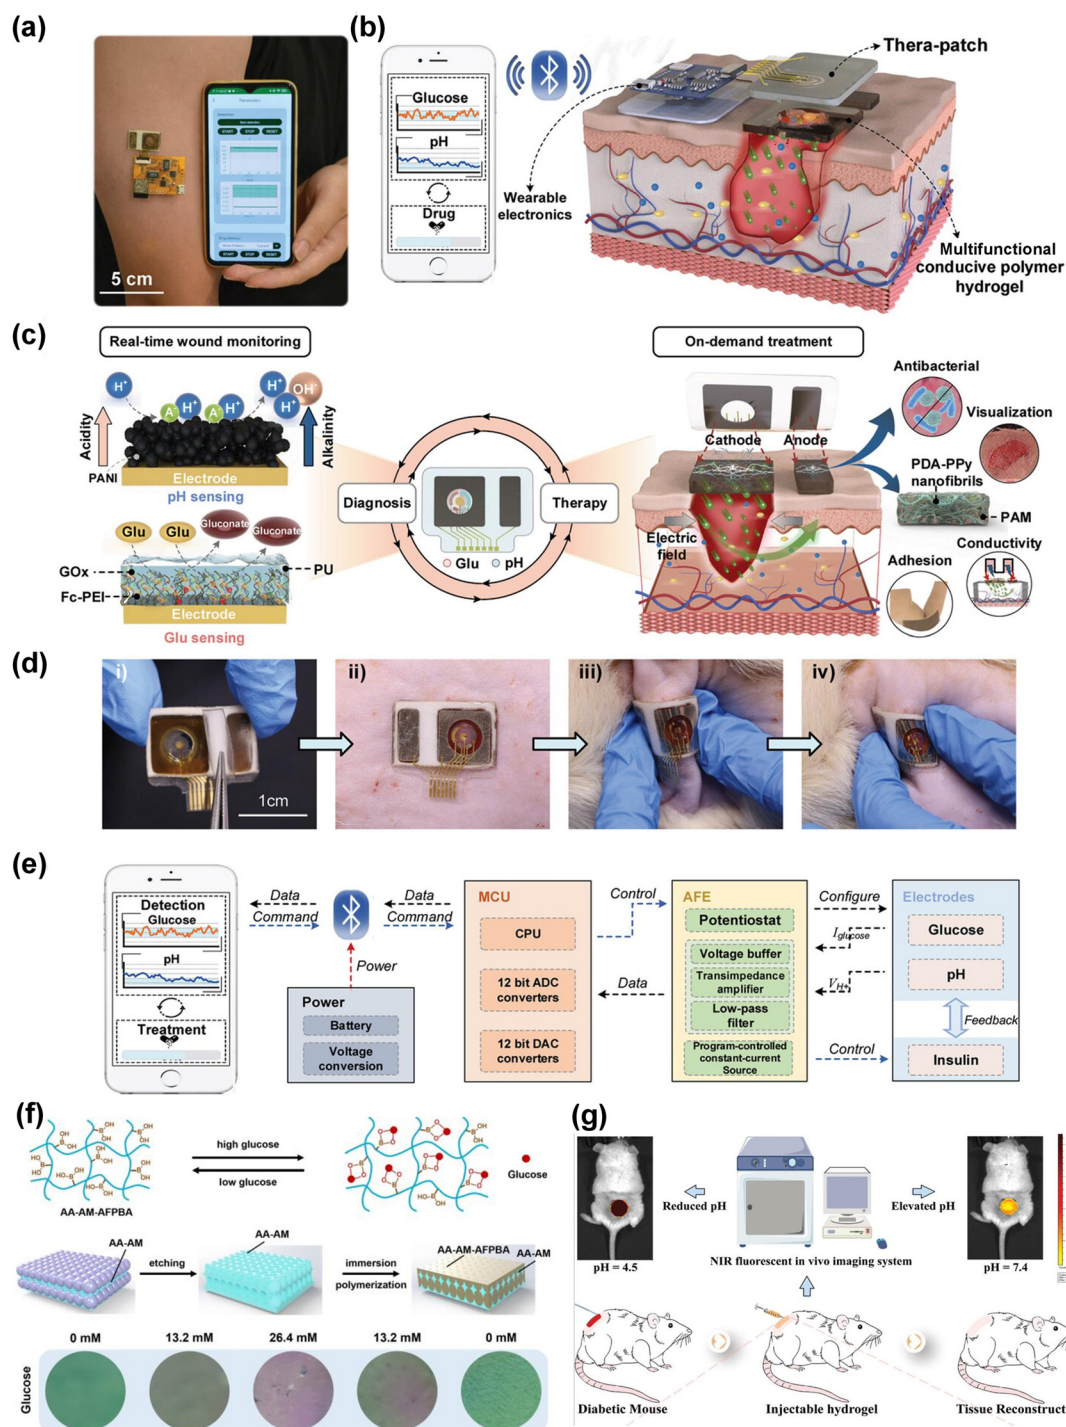 (a)
5 cm
(b)
Glucose
pH
Drug
Wearable
electronics
Thera-patch
Multifunctional
conducive polymer
hydrogel
(c)
Real-time wound monitoring
H+
H+
H+
H+
H+
OH-
A-
A-
Acidity
Alkalinity
PANI
Electrode
pH sensing
Glu
Glu
Gluconate
Gluconate
GOx
PU
Fc-PEI
Electrode
Glu sensing
Diagnosis
Therapy
Glu
pH
On-demand treatment
Cathode
Anode
Electric
field
Antibacterial
Visualization
PDA-PPy
nanofibrils
PAM
Conductivity
Adhesion
(d)
i)
1cm
ii)
iii)
iv)
(e)
Detection
Glucose
pH
Treatment
Data
Command
Data
Command
Power
Power
Battery
Voltage
conversion
MCU
CPU
12 bit ADC
converters
12 bit DAC
converters
Control
Data
AFE
Potentiostat
Voltage buffer
Transimpedance
amplifier
Low-pass
filter
Program-controlled
constant-current
Source
Configure
Iglucose
VH+
Control
Electrodes
Glucose
pH
Feedback
Insulin
(f)
high glucose
low glucose
Glucose
AA-AM-AFPBA
AA-AM
etching
AA-AM
immersion
polymerization
AA-AM-AFPBA
AA-AM
0 mM
13.2 mM
26.4 mM
13.2 mM
0 mM
Glucose
(g)
Reduced pH
Elevated pH
pH = 4.5
NIR fluorescent in vivo imaging system
pH = 7.4
Diabetic Mouse
Injectable hydrogel
Tissue Reconstruct